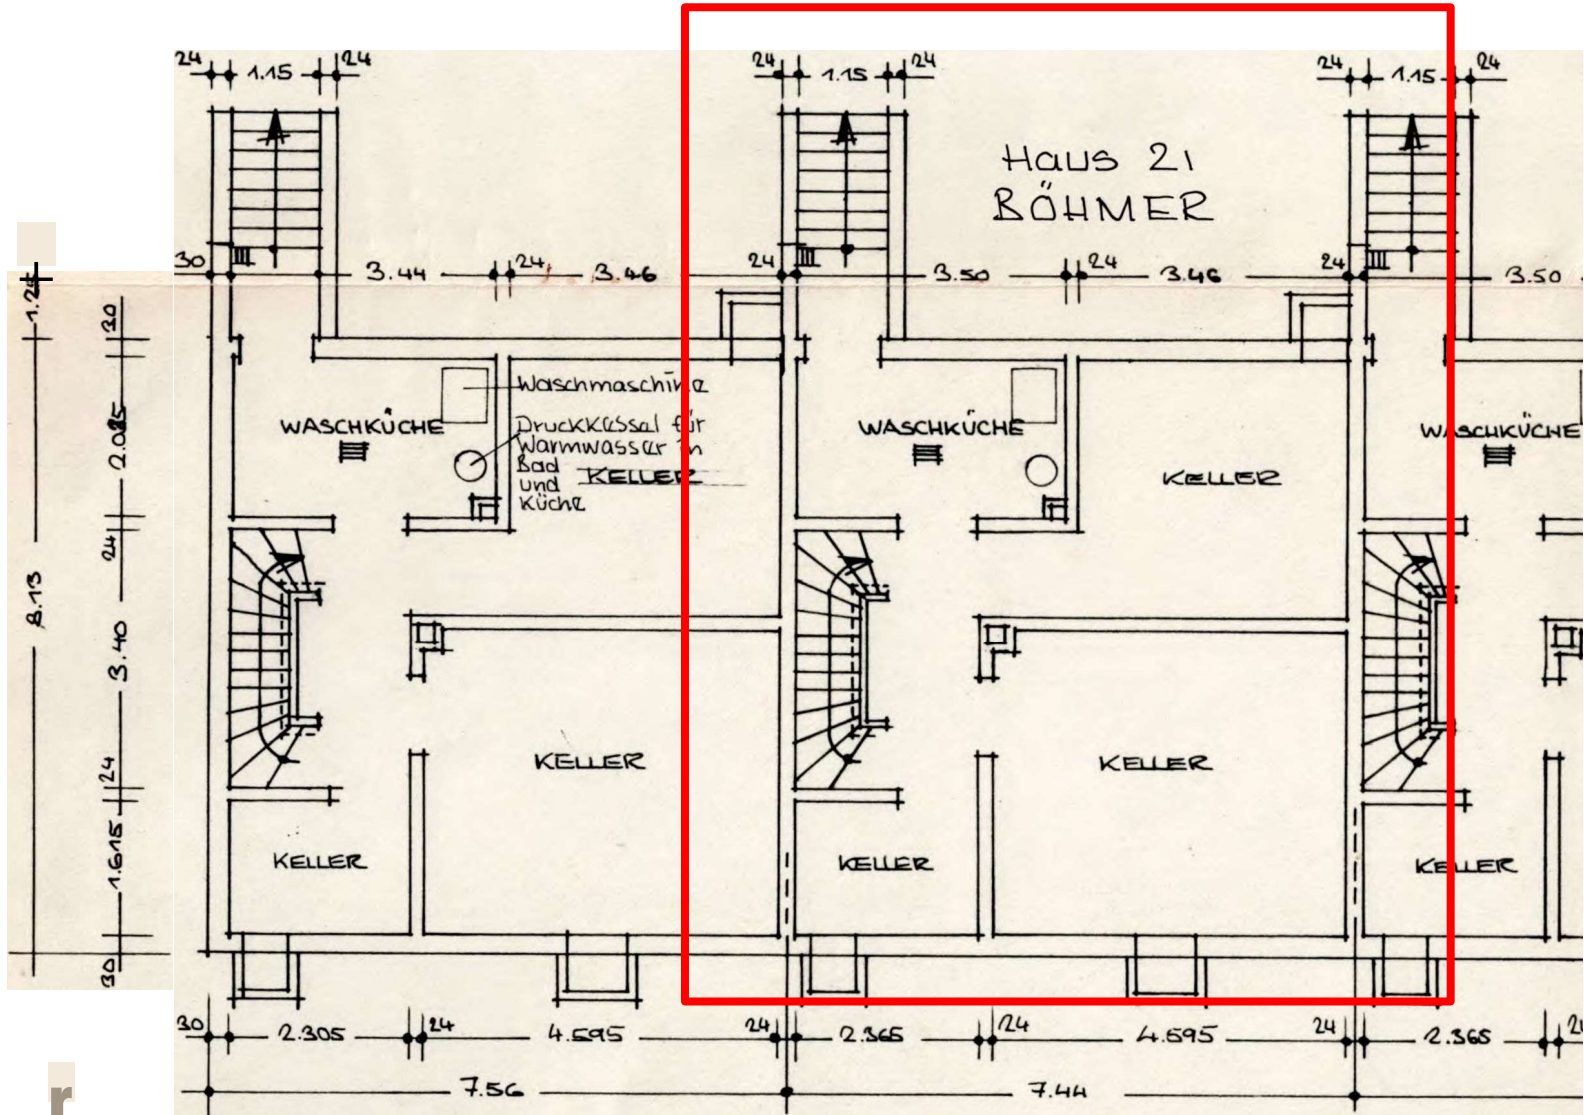 24 1.15 24 24 1.15 24 24 1.15 24
Haus 21
BÖHMER
30 3.44 24 3.46 24 3.50 24 3.46 24 3.50
1.25
30
Waschmaschine
WASCHKÜCHE
Druckkessel für
Warmwasser in
Bad
und
Küche
KELLER
WASCHKÜCHE
KELLER
WASCHKÜCHE
2.085
24
8.13
3.40
24
1.615
30
KELLER
KELLER
KELLER
KELLER
KELLER
30 2.305 24 4.595 24 2.365 24 4.595 24 2.365 24
7.56 7.44
r